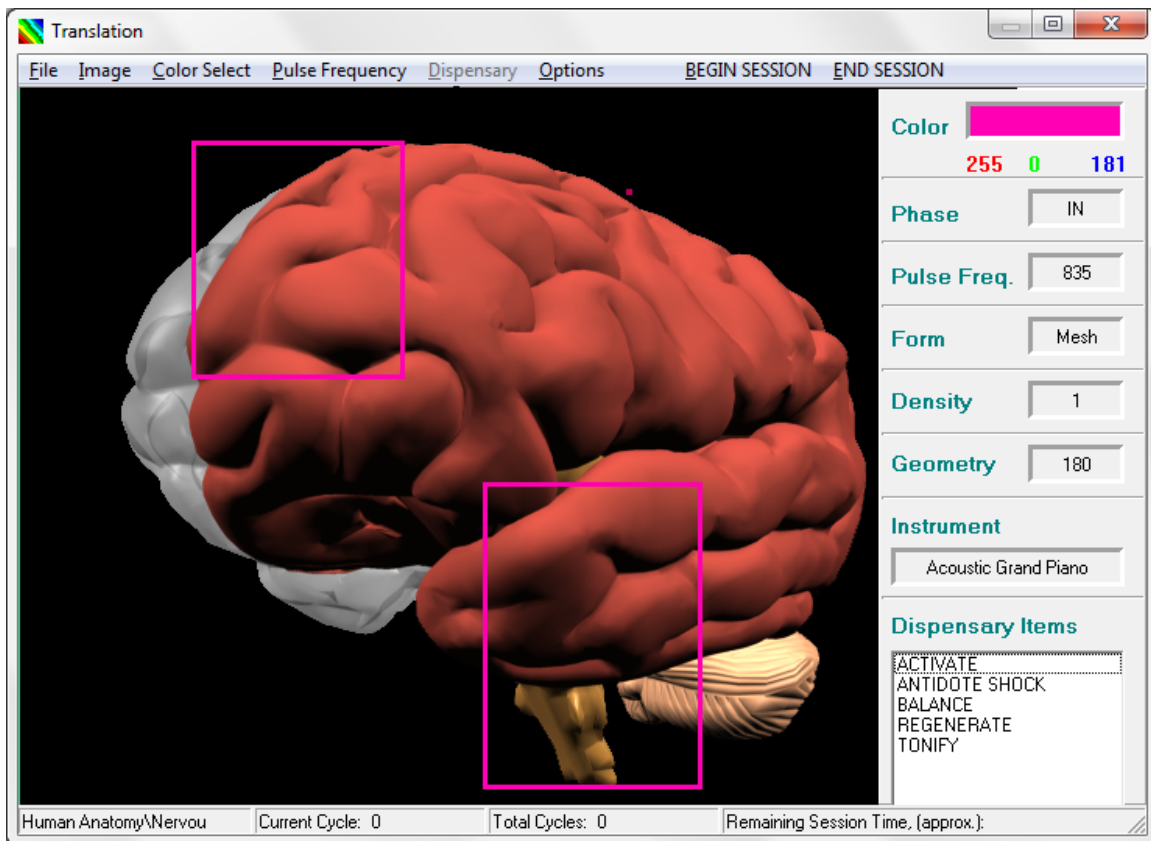 Translation
File Image Color Select Pulse Frequency Dispensary Options BEGIN SESSION END SESSION
Color
255 0 181
Phase IN
Pulse Freq. 835
Form Mesh
Density 1
Geometry 180
Instrument
Acoustic Grand Piano
Dispensary Items
ACTIVATE
ANTIDOTE SHOCK
BALANCE
REGENERATE
TONIFY
Human Anatomy\Nervou Current Cycle: 0 Total Cycles: 0 Remaining Session Time, (approx.):